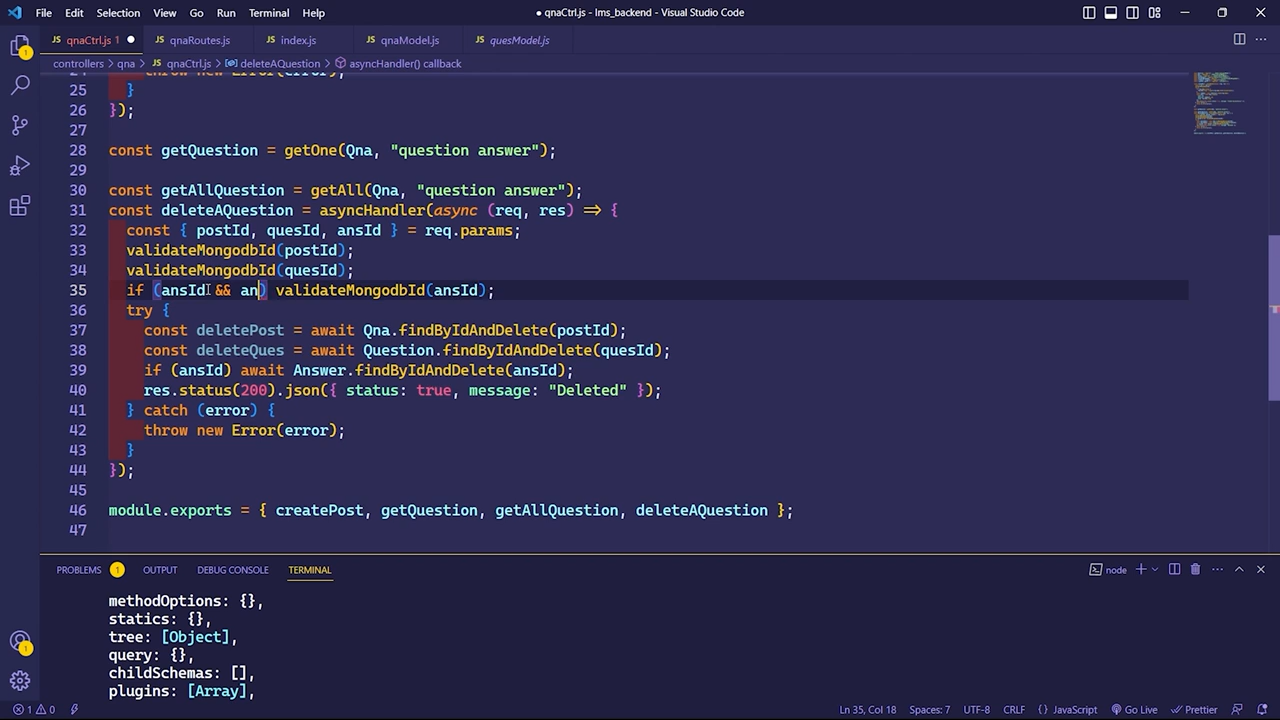 File Edit Selection View Go Run Terminal Help
● qnaCtrl.js - lms_backend - Visual Studio Code
JS qnaCtrl.js 1 ● JS qnaRoutes.js JS index.js JS qnaModel.js JS quesModel.js
controllers > qna > JS qnaCtrl.js > deleteAQuestion > asyncHandler() callback
24 throw new Error(error);
25 }
26 });
27
28 const getQuestion = getOne(Qna, "question answer");
29
30 const getAllQuestion = getAll(Qna, "question answer");
31 const deleteAQuestion = asyncHandler(async (req, res) => {
32 const { postId, quesId, ansId } = req.params;
33 validateMongodbId(postId);
34 validateMongodbId(quesId);
35 if (ansId && an) validateMongodbId(ansId);
36 try {
37 const deletePost = await Qna.findByIdAndDelete(postId);
38 const deleteQues = await Question.findByIdAndDelete(quesId);
39 if (ansId) await Answer.findByIdAndDelete(ansId);
40 res.status(200).json({ status: true, message: "Deleted" });
41 } catch (error) {
42 throw new Error(error);
43 }
44 });
45
46 module.exports = { createPost, getQuestion, getAllQuestion, deleteAQuestion };
47
PROBLEMS 1 OUTPUT DEBUG CONSOLE TERMINAL node
methodOptions: {},
statics: {},
tree: [Object],
query: {},
childSchemas: [],
plugins: [Array],
1 0 Ln 35, Col 18 Spaces: 7 UTF-8 CRLF {} JavaScript Go Live Prettier